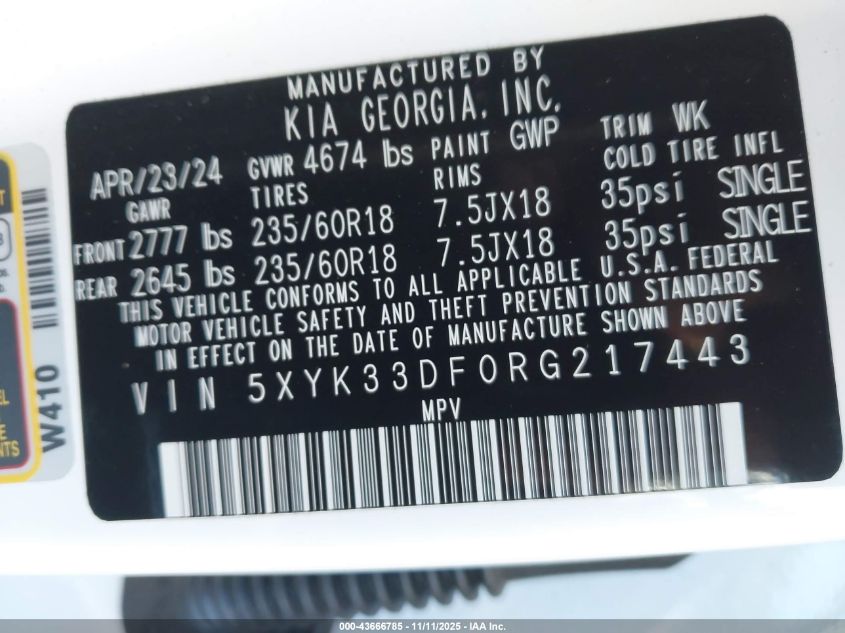 MANUFACTURED BY
KIA GEORGIA, INC.
APR/23/24 GVWR 4674 lbs PAINT GWP TRIM WK
GAWR TIRES RIMS COLD TIRE INFL
FRONT 2777 lbs 235/60R18 7.5JX18 35psi SINGLE
REAR 2645 lbs 235/60R18 7.5JX18 35psi SINGLE
THIS VEHICLE CONFORMS TO ALL APPLICABLE U.S.A. FEDERAL
MOTOR VEHICLE SAFETY AND THEFT PREVENTION STANDARDS
IN EFFECT ON THE DATE OF MANUFACTURE SHOWN ABOVE
VIN 5XYK33DF0RG217443
MPV
W410
NTS
000-43666785 - 11/11/2025 - IAA Inc.